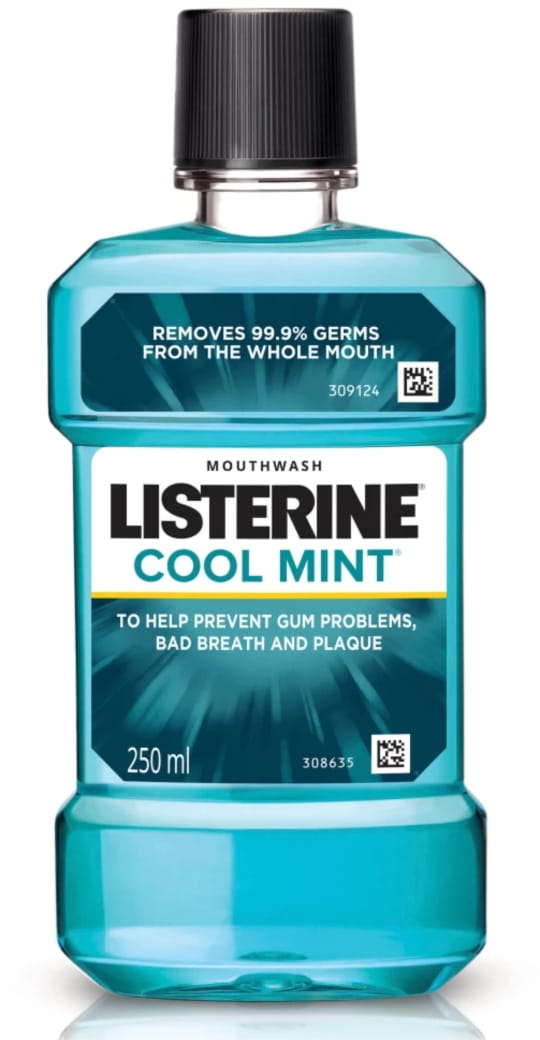 REMOVES 99.9% GERMS
FROM THE WHOLE MOUTH
309124
MOUTHWASH
LISTERINE®
COOL MINT®
TO HELP PREVENT GUM PROBLEMS,
BAD BREATH AND PLAQUE
250 ml
308635